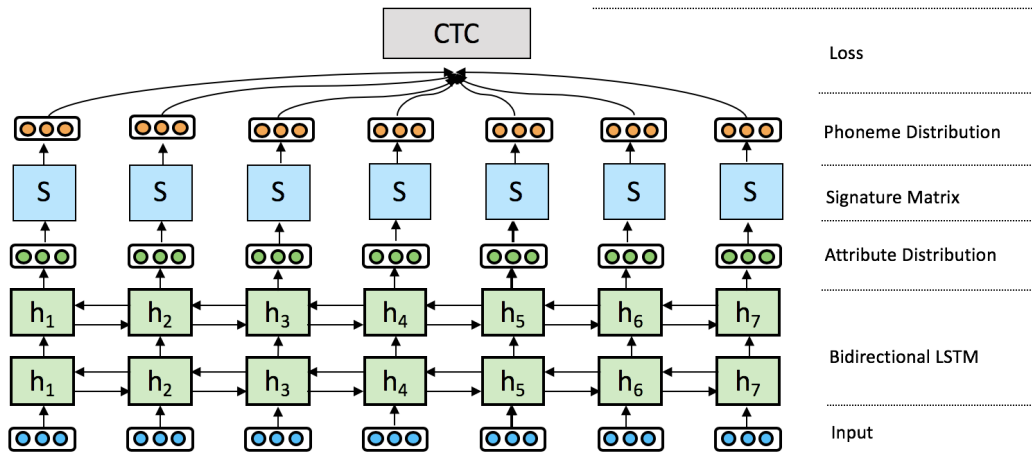 CTC
Loss
Phoneme Distribution
S S S S S S S
Signature Matrix
Attribute Distribution
h1 h2 h3 h4 h5 h6 h7
Bidirectional LSTM
h1 h2 h3 h4 h5 h6 h7
Input